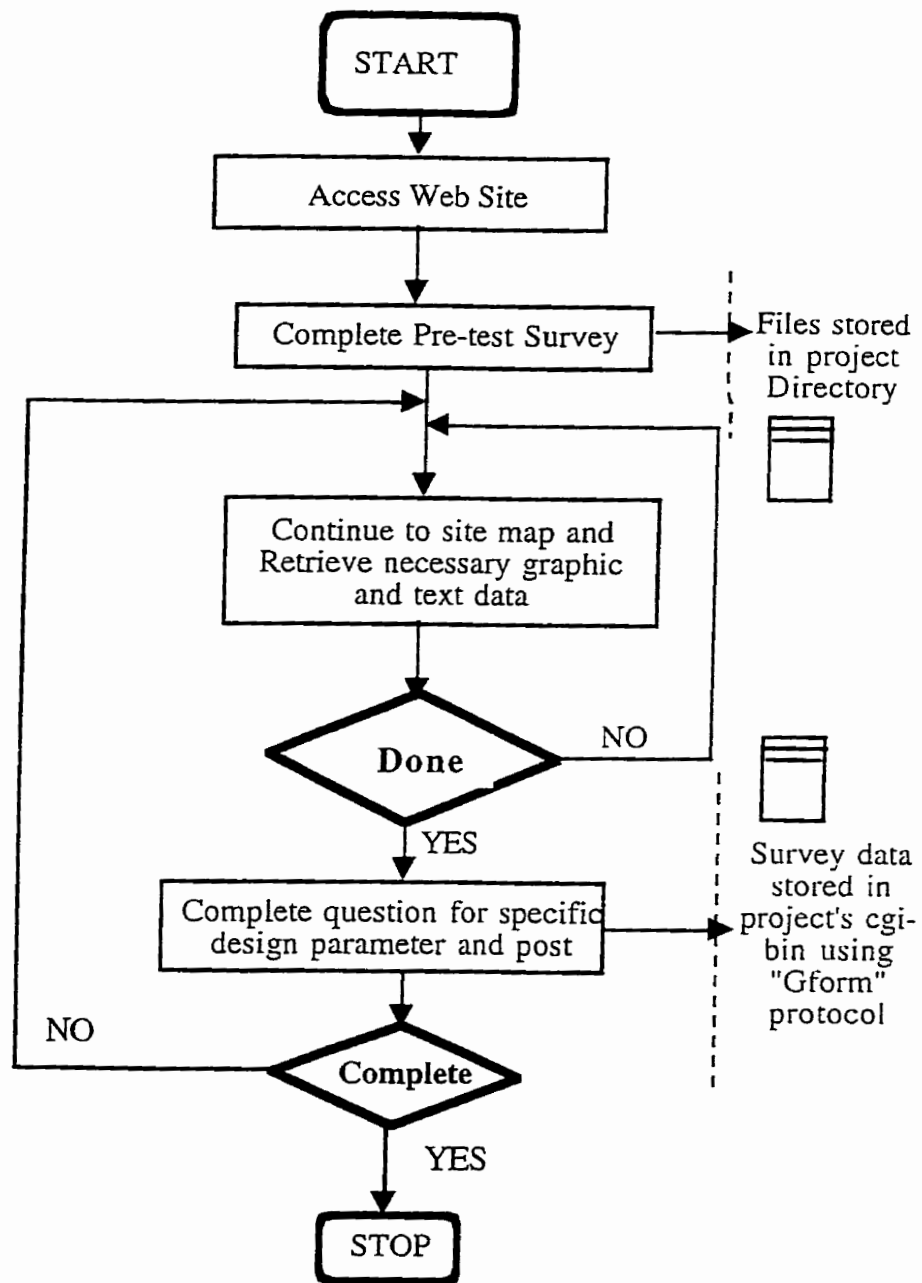 START
Access Web Site
Complete Pre-test Survey
Files stored
in project
Directory
Continue to site map and
Retrieve necessary graphic
and text data
Done
NO
YES
Complete question for specific
design parameter and post
Survey data
stored in
project's cgi-
bin using
"Gform"
protocol
NO
Complete
YES
STOP